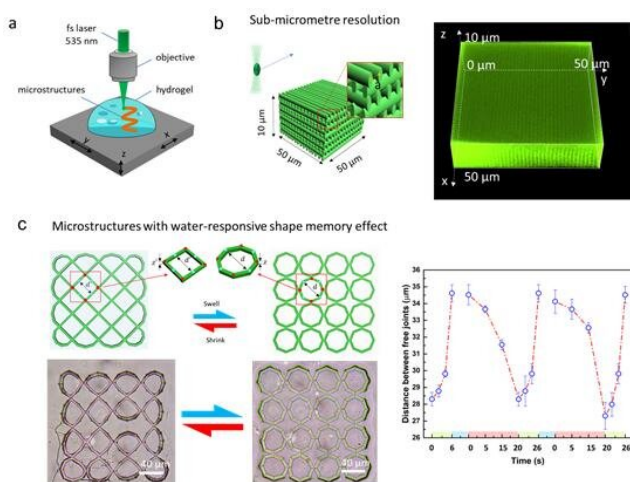 a
fs laser
535 nm
objective
microstructures
hydrogel
y
x
z
b
Sub-micrometre resolution
a
10 μm
50 μm
50 μm
z
10 μm
0 μm
50 μm
y
x
50 μm
c
Microstructures with water-responsive shape memory effect
d
z
d
z
d
d
Swell
Shrink
40 μm
40 μm
Distance between free joints (μm)
36
35
34
33
32
31
30
29
28
27
26
0 6 0 5 15 20 26 0 5 15 20 26
Time (s)